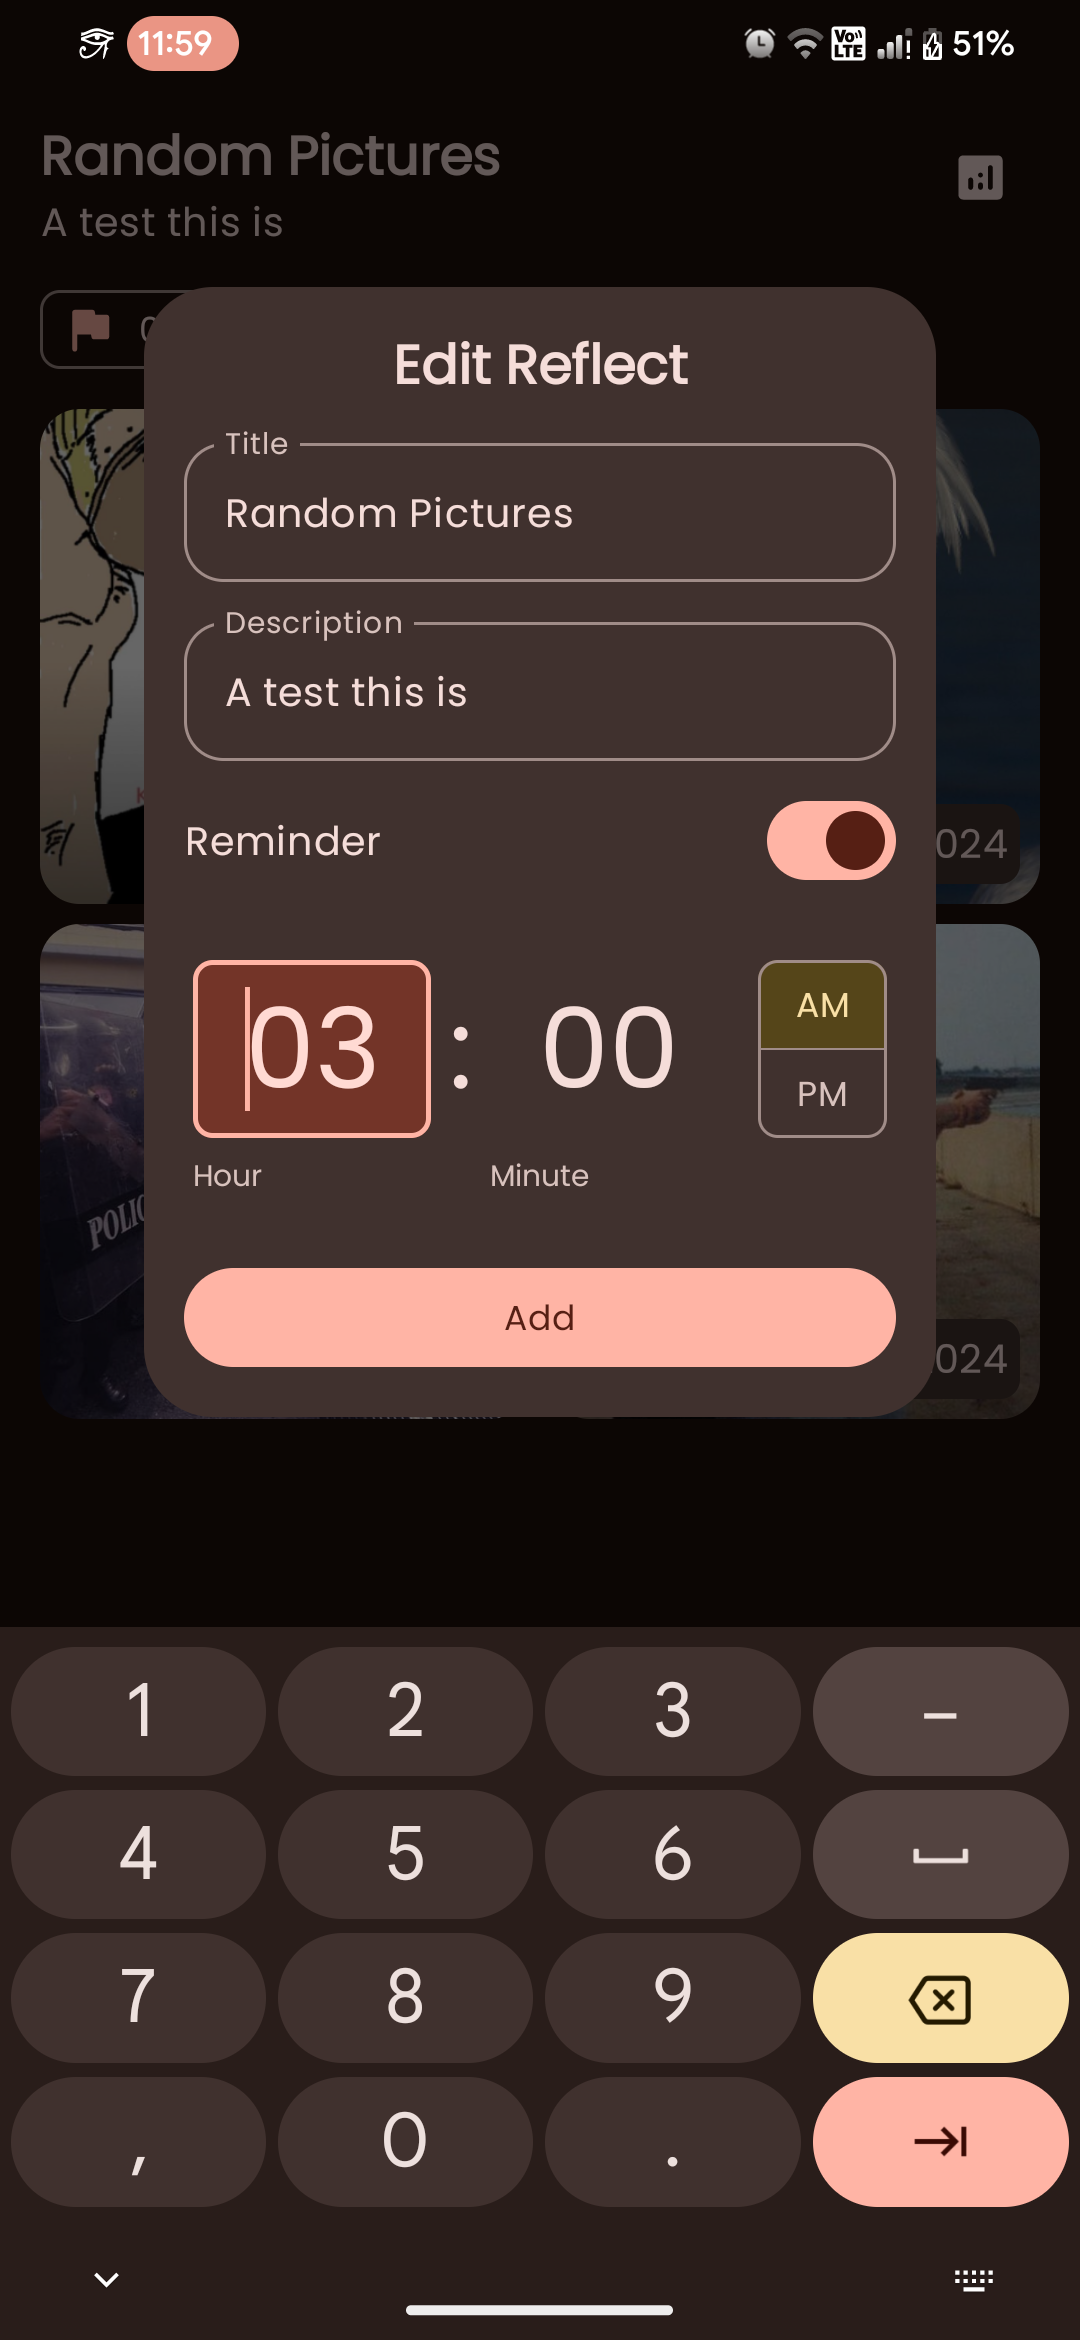 11:59
Vo LTE
51%
Random Pictures
A test this is
Edit Reflect
Title
Random Pictures
Description
A test this is
Reminder
024
03 : 00
AM
PM
Hour
Minute
POLIC
Add
024
1 2 3 –
4 5 6
7 8 9
, 0 .